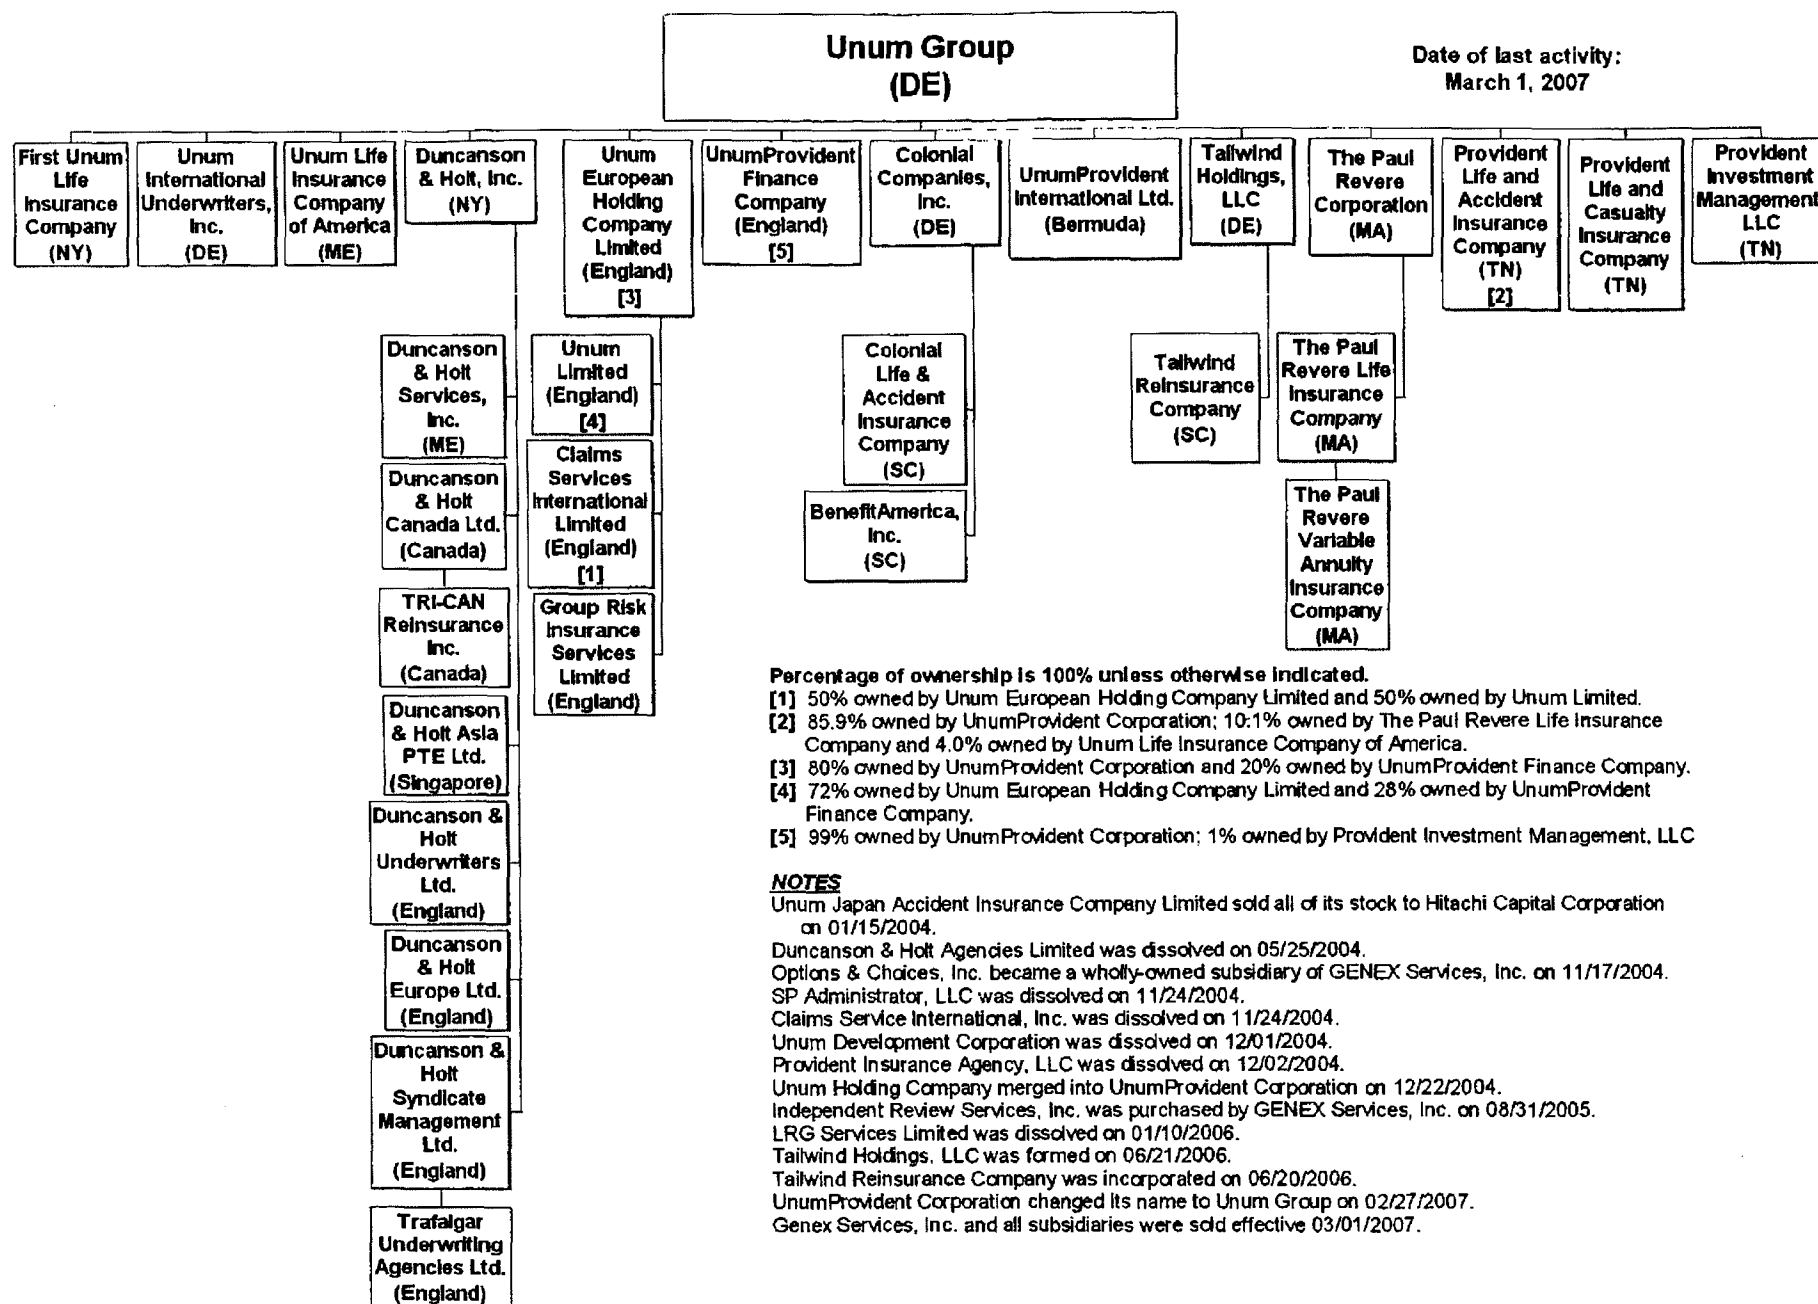 Unum Group
(DE)
Date of last activity:
March 1, 2007
First Unum
Life
Insurance
Company
(NY)
Unum
International
Underwriters,
Inc.
(DE)
Unum Life
Insurance
Company
of America
(ME)
Duncanson
& Holt, Inc.
(NY)
Unum
European
Holding
Company
Limited
(England)
[3]
UnumProvident
Finance
Company
(England)
[5]
Colonial
Companies,
Inc.
(DE)
UnumProvident
International Ltd.
(Bermuda)
Tailwind
Holdings,
LLC
(DE)
The Paul
Revere
Corporation
(MA)
Provident
Life and
Accident
Insurance
Company
(TN)
[2]
Provident
Life and
Casualty
Insurance
Company
(TN)
Provident
Investment
Management
LLC
(TN)
Duncanson
& Holt
Services,
Inc.
(ME)
Duncanson
& Holt
Canada Ltd.
(Canada)
TRI-CAN
Reinsurance
Inc.
(Canada)
Duncanson
& Holt Asia
PTE Ltd.
(Singapore)
Duncanson &
Holt
Underwriters
Ltd.
(England)
Duncanson
& Holt
Europe Ltd.
(England)
Duncanson &
Holt
Syndicate
Management
Ltd.
(England)
Trafalgar
Underwriting
Agencies Ltd.
(England)
Unum
Limited
(England)
[4]
Claims
Services
International
Limited
(England)
[1]
Group Risk
Insurance
Services
Limited
(England)
Colonial
Life &
Accident
Insurance
Company
(SC)
BenefitAmerica,
Inc.
(SC)
Tailwind
Reinsurance
Company
(SC)
The Paul
Revere Life
Insurance
Company
(MA)
The Paul
Revere
Variable
Annuity
Insurance
Company
(MA)
Percentage of ownership is 100% unless otherwise indicated.
[1] 50% owned by Unum European Holding Company Limited and 50% owned by Unum Limited.
[2] 85.9% owned by UnumProvident Corporation; 10.1% owned by The Paul Revere Life Insurance
Company and 4.0% owned by Unum Life Insurance Company of America.
[3] 80% owned by UnumProvident Corporation and 20% owned by UnumProvident Finance Company.
[4] 72% owned by Unum European Holding Company Limited and 28% owned by UnumProvident
Finance Company.
[5] 99% owned by UnumProvident Corporation; 1% owned by Provident Investment Management, LLC
NOTES
Unum Japan Accident Insurance Company Limited sold all of its stock to Hitachi Capital Corporation
on 01/15/2004.
Duncanson & Holt Agencies Limited was dissolved on 05/25/2004.
Options & Choices, Inc. became a wholly-owned subsidiary of GENEX Services, Inc. on 11/17/2004.
SP Administrator, LLC was dissolved on 11/24/2004.
Claims Service International, Inc. was dissolved on 11/24/2004.
Unum Development Corporation was dissolved on 12/01/2004.
Provident Insurance Agency, LLC was dissolved on 12/02/2004.
Unum Holding Company merged into UnumProvident Corporation on 12/22/2004.
Independent Review Services, Inc. was purchased by GENEX Services, Inc. on 08/31/2005.
LRG Services Limited was dissolved on 01/10/2006.
Tailwind Holdings, LLC was formed on 06/21/2006.
Tailwind Reinsurance Company was incorporated on 06/20/2006.
UnumProvident Corporation changed its name to Unum Group on 02/27/2007.
Genex Services, Inc. and all subsidiaries were sold effective 03/01/2007.